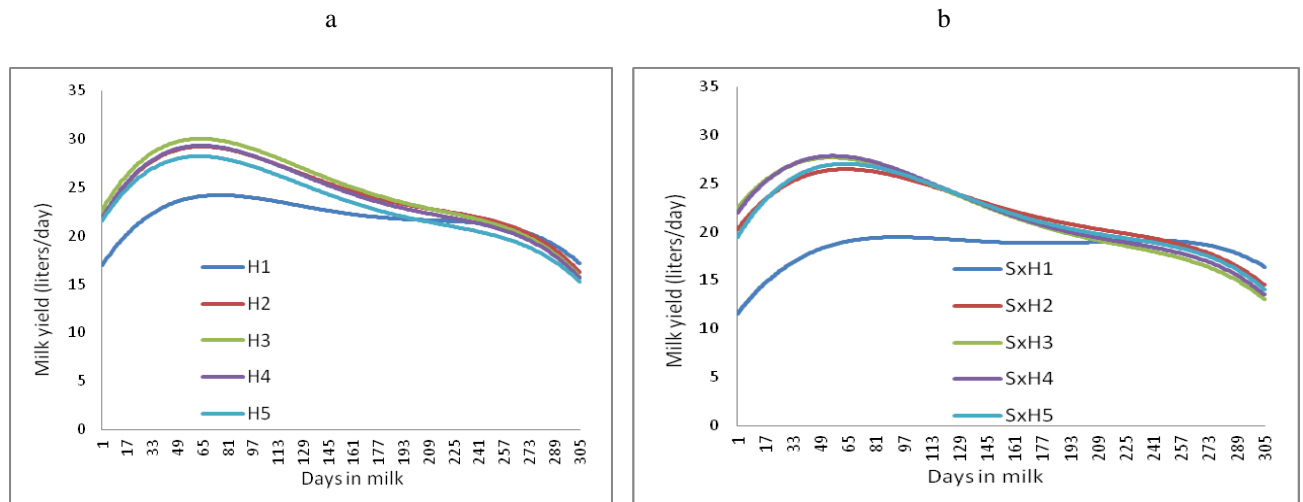 a
b
35
30
25
20
15
10
5
0
Milk yield (liters/day)
H1
H2
H3
H4
H5
1 17 33 49 65 81 97 113 129 145 161 177 193 209 225 241 257 273 289 305
Days in milk
35
30
25
20
15
10
5
0
Milk yield (liters/day)
SxH1
SxH2
SxH3
SxH4
SxH5
1 17 33 49 65 81 97 113 129 145 161 177 193 209 225 241 257 273 289 305
Days in milk